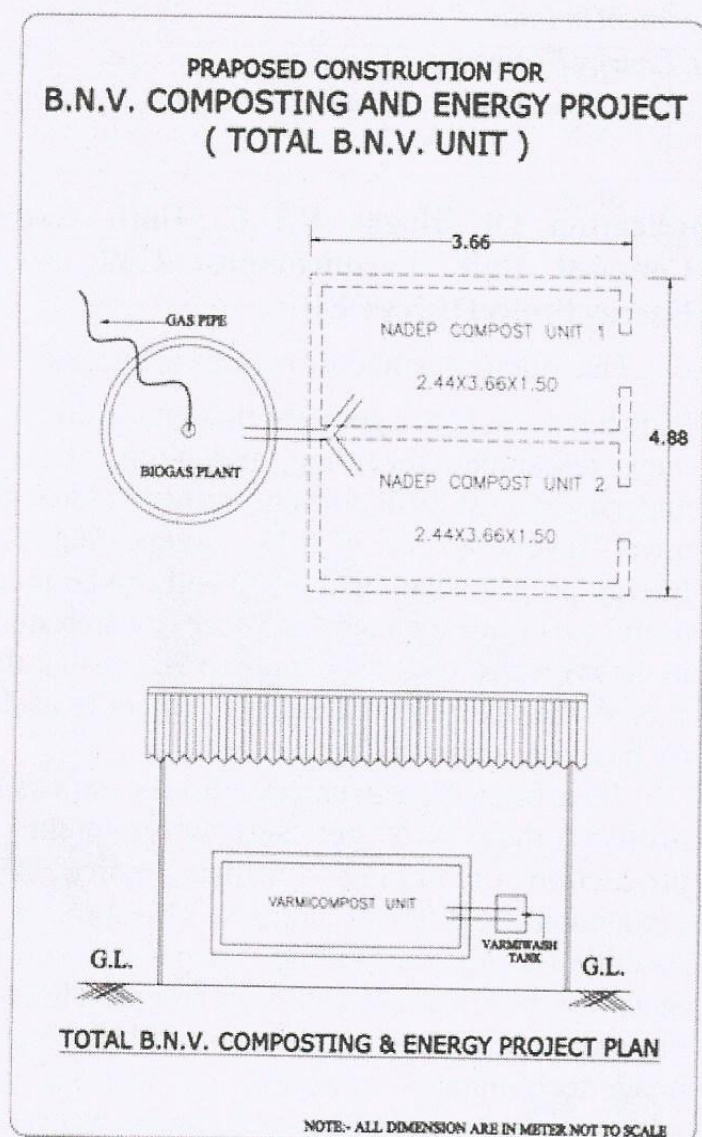 PRAPOSED CONSTRUCTION FOR
B.N.V. COMPOSTING AND ENERGY PROJECT
( TOTAL B.N.V. UNIT )
3.66
GAS PIPE
NADEP COMPOST UNIT 1
2.44X3.66X1.50
4.88
BIOGAS PLANT
NADEP COMPOST UNIT 2
2.44X3.66X1.50
VARMICOMPOST UNIT
VARMIWASH
TANK
G.L.
G.L.
TOTAL B.N.V. COMPOSTING & ENERGY PROJECT PLAN
NOTE:- ALL DIMENSION ARE IN METER NOT TO SCALE